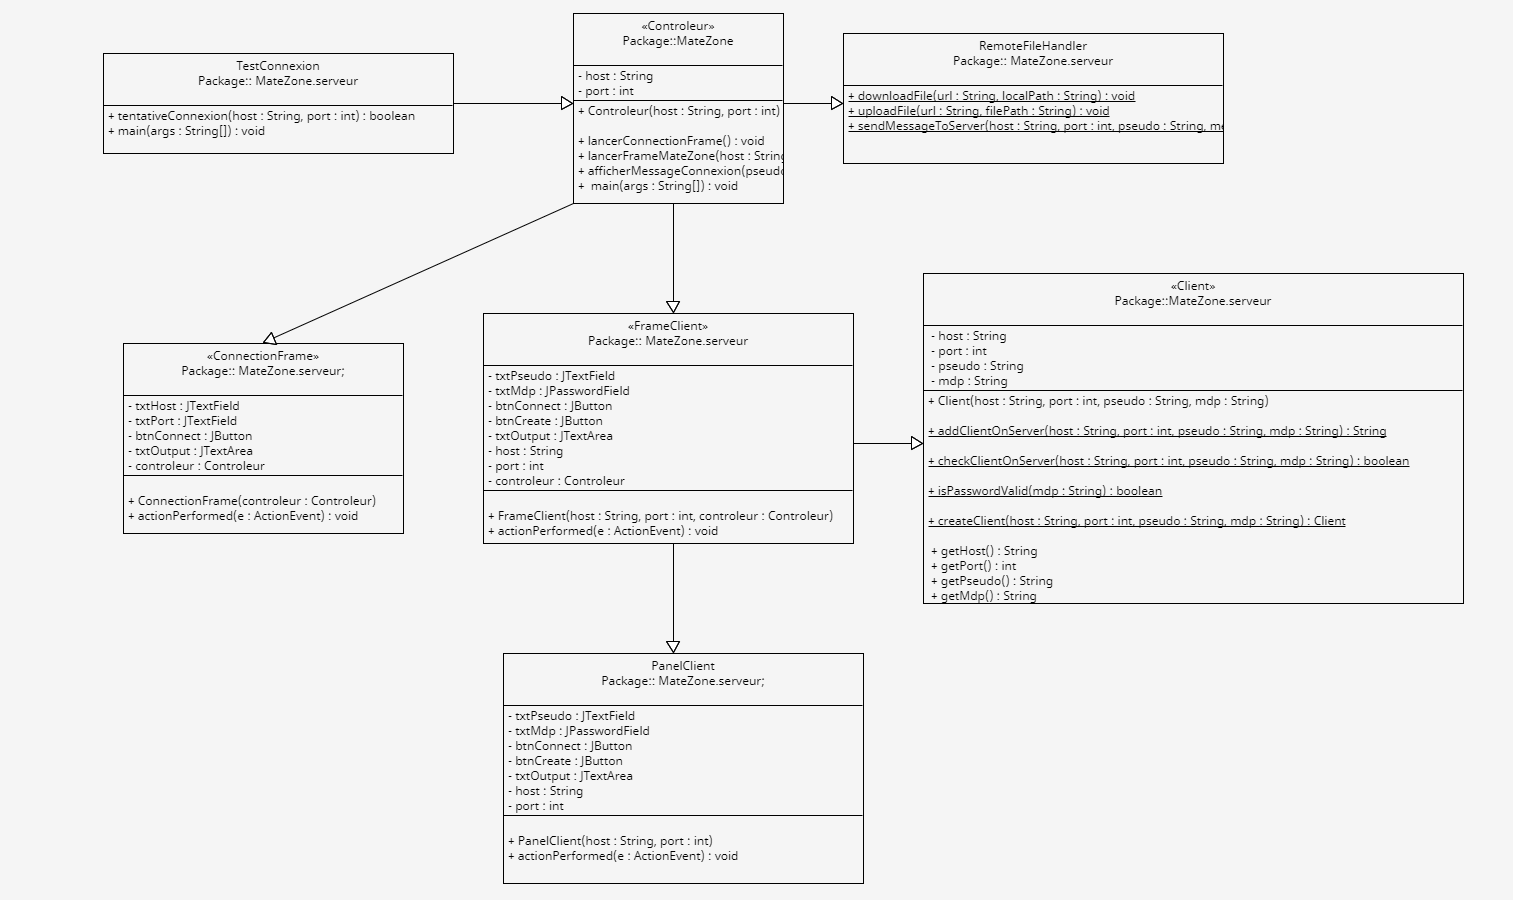 TestConnexion
Package:: MateZone.serveur
+ tentativeConnexion(host : String, port : int) : boolean
+ main(args : String[]) : void
«Controleur»
Package::MateZone
- host : String
- port : int
+ Controleur(host : String, port : int)
+ lancerConnectionFrame() : void
+ lancerFrameMateZone(host : String
+ afficherMessageConnexion(pseudo
+  main(args : String[]) : void
RemoteFileHandler
Package:: MateZone.serveur
+ downloadFile(url : String, localPath : String) : void
+ uploadFile(url : String, filePath : String) : void
+ sendMessageToServer(host : String, port : int, pseudo : String, me
«ConnectionFrame»
Package:: MateZone.serveur;
- txtHost : JTextField
- txtPort : JTextField
- btnConnect : JButton
- txtOutput : JTextArea
- controleur : Controleur
+ ConnectionFrame(controleur : Controleur)
+ actionPerformed(e : ActionEvent) : void
«FrameClient»
Package:: MateZone.serveur
- txtPseudo : JTextField
- txtMdp : JPasswordField
- btnConnect : JButton
- btnCreate : JButton
- txtOutput : JTextArea
- host : String
- port : int
- controleur : Controleur
+ FrameClient(host : String, port : int, controleur : Controleur)
+ actionPerformed(e : ActionEvent) : void
«Client»
Package::MateZone.serveur
- host : String
- port : int
- pseudo : String
- mdp : String
+ Client(host : String, port : int, pseudo : String, mdp : String)
+ addClientOnServer(host : String, port : int, pseudo : String, mdp : String) : String
+ checkClientOnServer(host : String, port : int, pseudo : String, mdp : String) : boolean
+ isPasswordValid(mdp : String) : boolean
+ createClient(host : String, port : int, pseudo : String, mdp : String) : Client
+ getHost() : String
+ getPort() : int
+ getPseudo() : String
+ getMdp() : String
PanelClient
Package:: MateZone.serveur;
- txtPseudo : JTextField
- txtMdp : JPasswordField
- btnConnect : JButton
- btnCreate : JButton
- txtOutput : JTextArea
- host : String
- port : int
+ PanelClient(host : String, port : int)
+ actionPerformed(e : ActionEvent) : void